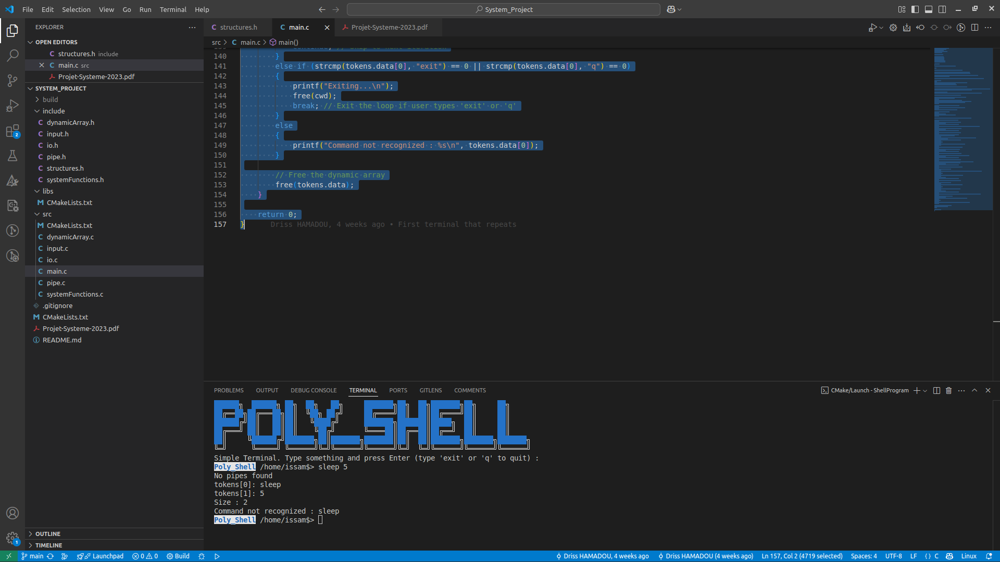 File Edit Selection View Go Run Terminal Help
System_Project
EXPLORER
OPEN EDITORS
structures.h include
main.c src
Projet-Systeme-2023.pdf
SYSTEM_PROJECT
build
include
dynamicArray.h
input.h
io.h
pipe.h
structures.h
systemFunctions.h
libs
CMakeLists.txt
src
CMakeLists.txt
dynamicArray.c
input.c
io.c
main.c
pipe.c
systemFunctions.c
.gitignore
CMakeLists.txt
Projet-Systeme-2023.pdf
README.md
OUTLINE
TIMELINE
2
1
structures.h main.c Projet-Systeme-2023.pdf
src > main.c > main()
140 }
141 else if (strcmp(tokens.data[0], "exit") == 0 || strcmp(tokens.data[0], "q") == 0)
142 {
143 printf("Exiting...\n");
144 free(cwd);
145 break; // Exit the loop if user types 'exit' or 'q'
146 }
147 else
148 {
149 printf("Command not recognized : %s\n", tokens.data[0]);
150 }
151
152 // Free the dynamic array
153 free(tokens.data);
154 }
155
156 return 0;
157 } Driss HAMADOU, 4 weeks ago • First terminal that repeats
PROBLEMS OUTPUT DEBUG CONSOLE TERMINAL PORTS GITLENS COMMENTS
CMake/Launch - ShellProgram
POLY_SHELL
Simple Terminal. Type something and press Enter (type 'exit' or 'q' to quit) :
Poly_Shell /home/issam$> sleep 5
No pipes found
tokens[0]: sleep
tokens[1]: 5
Size : 2
Command not recognized : sleep
Poly_Shell /home/issam$>
main Launchpad 0 0 Build Driss HAMADOU, 4 weeks ago Driss HAMADOU (4 weeks ago) Ln 157, Col 2 (4719 selected) Spaces: 4 UTF-8 LF {} C Linux